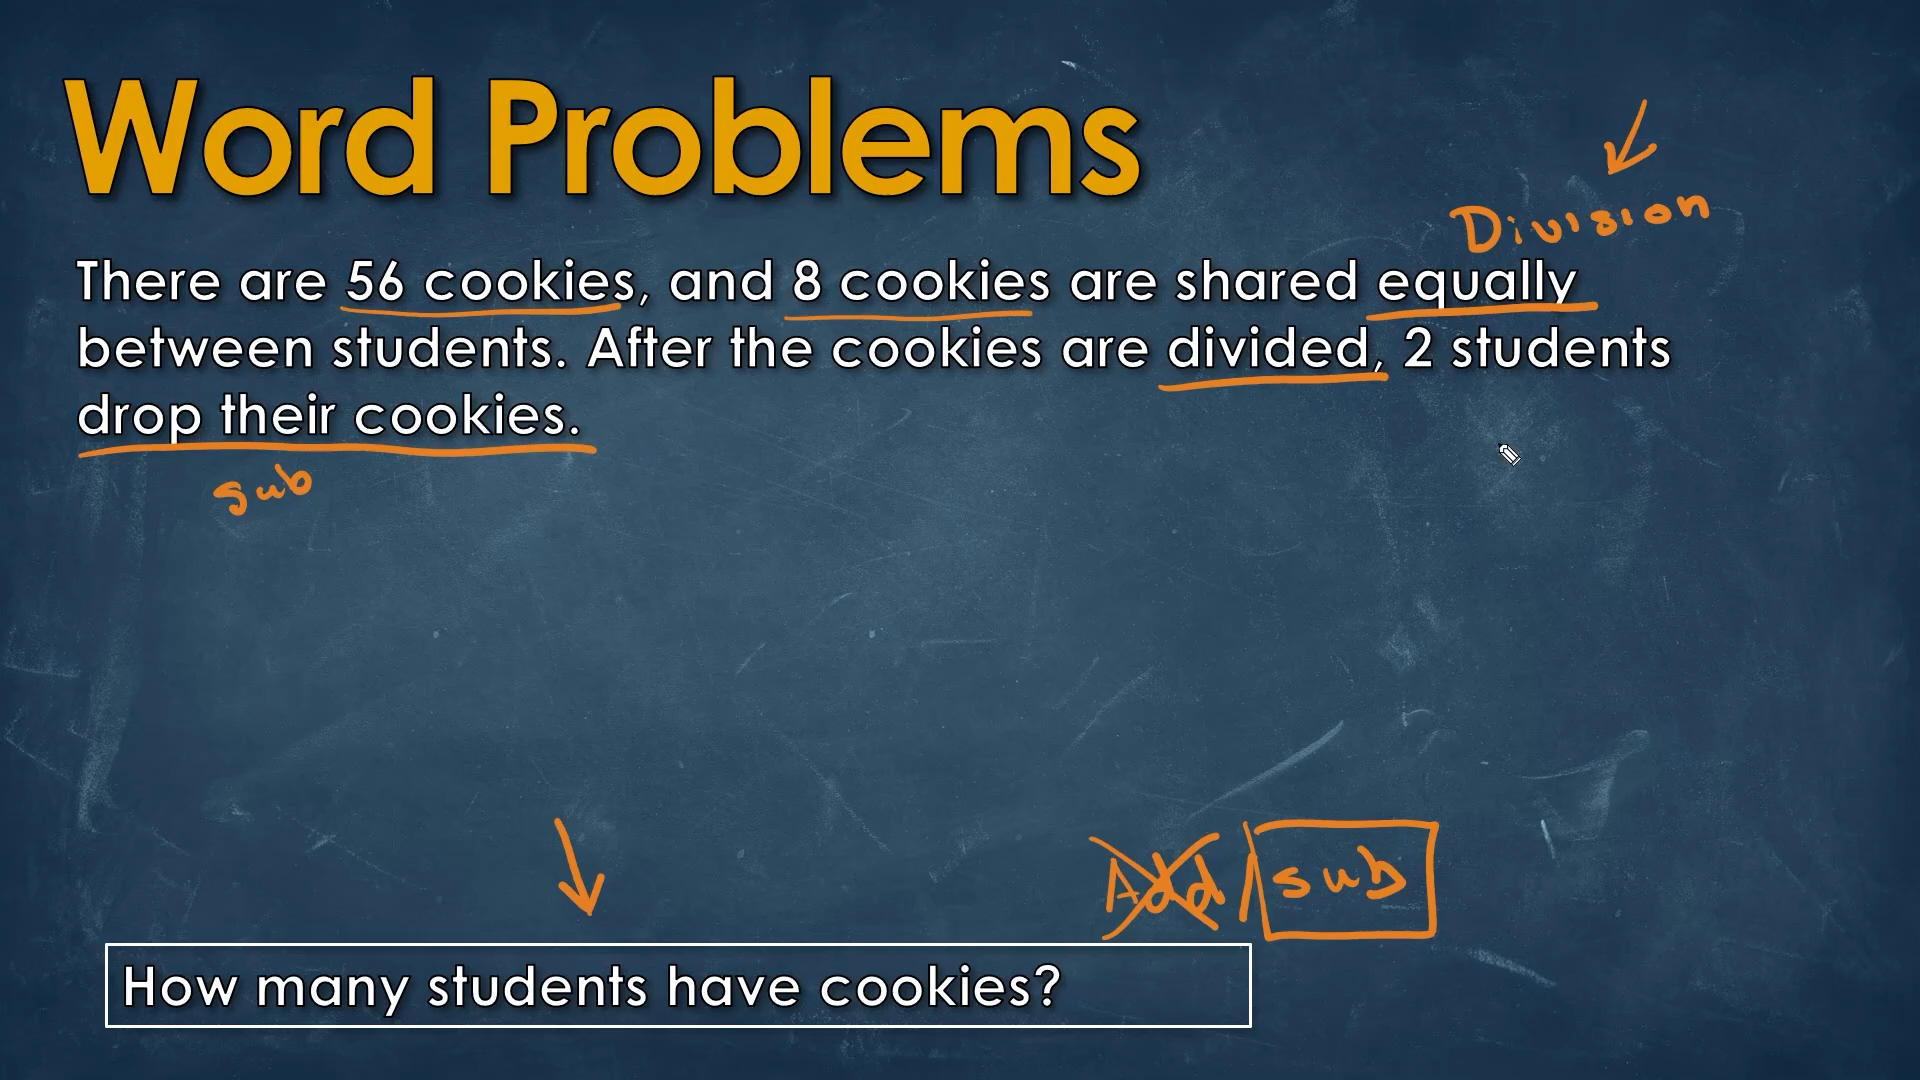 Word Problems
Division
There are 56 cookies, and 8 cookies are shared equally
between students. After the cookies are divided, 2 students
drop their cookies.
sub
Add / sub
How many students have cookies?